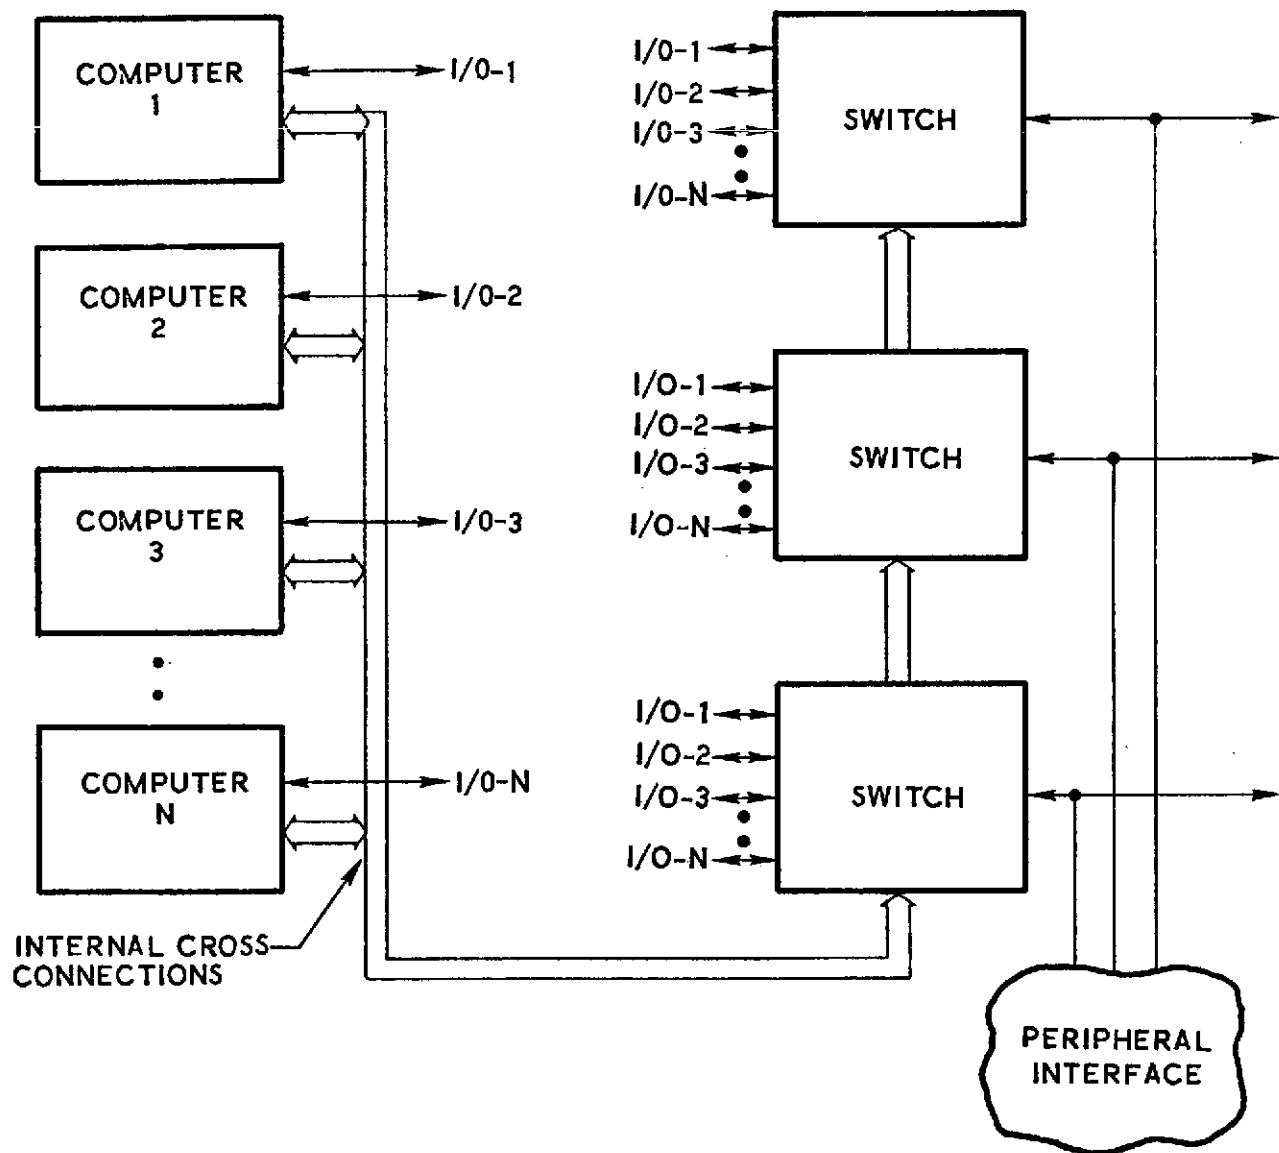 COMPUTER
1
I/O-1
COMPUTER
2
I/O-2
COMPUTER
3
I/O-3
COMPUTER
N
I/O-N
INTERNAL CROSS
CONNECTIONS
I/O-1
I/O-2
I/O-3
I/O-N
SWITCH
I/O-1
I/O-2
I/O-3
I/O-N
SWITCH
I/O-1
I/O-2
I/O-3
I/O-N
SWITCH
PERIPHERAL
INTERFACE